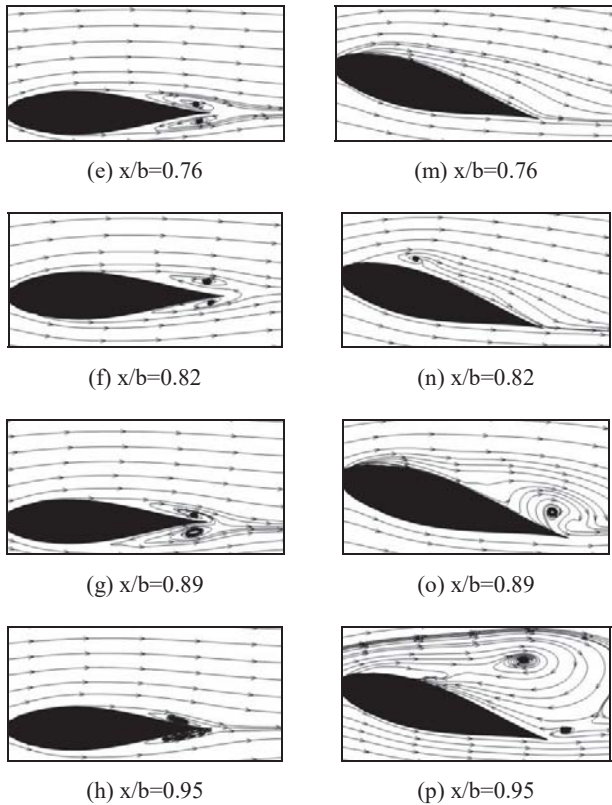 (e) x/b=0.76
(m) x/b=0.76
(f) x/b=0.82
(n) x/b=0.82
(g) x/b=0.89
(o) x/b=0.89
(h) x/b=0.95
(p) x/b=0.95